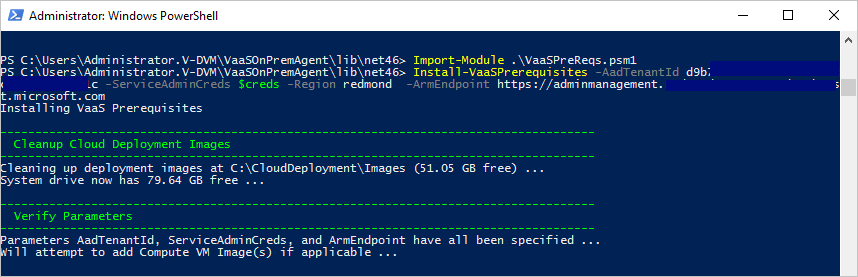 Administrator: Windows PowerShell
PS C:\Users\Administrator.V-DVM\VaaSOnPremAgent\lib\net46> Import-Module .\VaaSPreReqs.psm1
PS C:\Users\Administrator.V-DVM\VaaSOnPremAgent\lib\net46> Install-VaaSPrerequisites -AadTenantId d9b7
c -ServiceAdminCreds $creds -Region redmond  -ArmEndpoint https://adminmanagement.
t.microsoft.com
Installing VaaS Prerequisites
-------------------------------------------------------------------------------------
  Cleanup Cloud Deployment Images
-------------------------------------------------------------------------------------
Cleaning up deployment images at C:\CloudDeployment\Images (51.05 GB free) ...
System drive now has 79.64 GB free ...
-------------------------------------------------------------------------------------
  Verify Parameters
-------------------------------------------------------------------------------------
Parameters AadTenantId, ServiceAdminCreds, and ArmEndpoint have all been specified ...
Will attempt to add Compute VM Image(s) if applicable ...